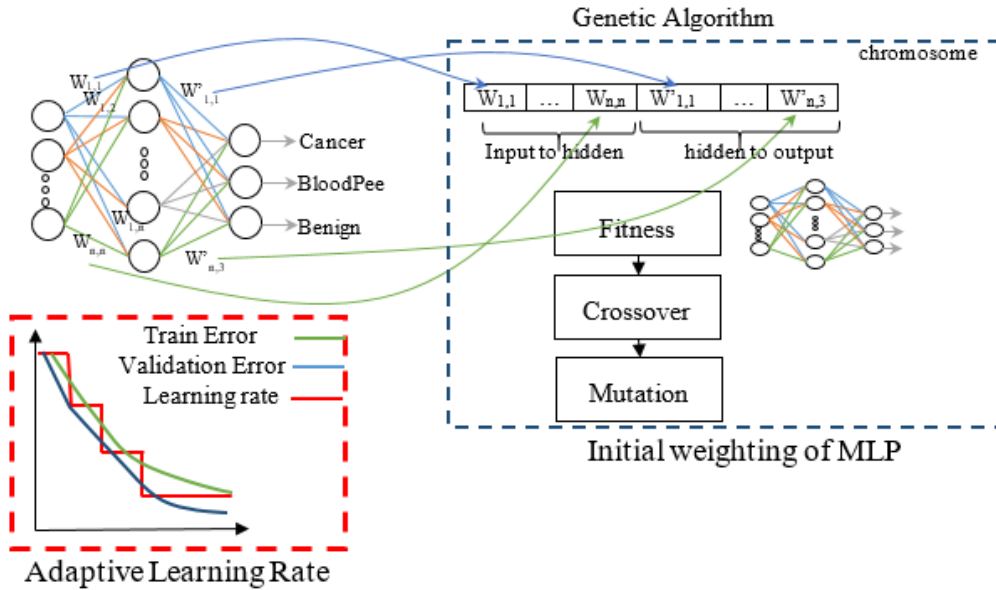 Genetic Algorithm
chromosome
W1,1
W1,2
W'1,1
W1,1 ... Wn,n W'1,1 ... W'n,3
Input to hidden hidden to output
Cancer
BloodPee
Benign
W1,n
Wn,n
W'n,3
Fitness
Crossover
Mutation
Initial weighting of MLP
Train Error
Validation Error
Learning rate
Adaptive Learning Rate